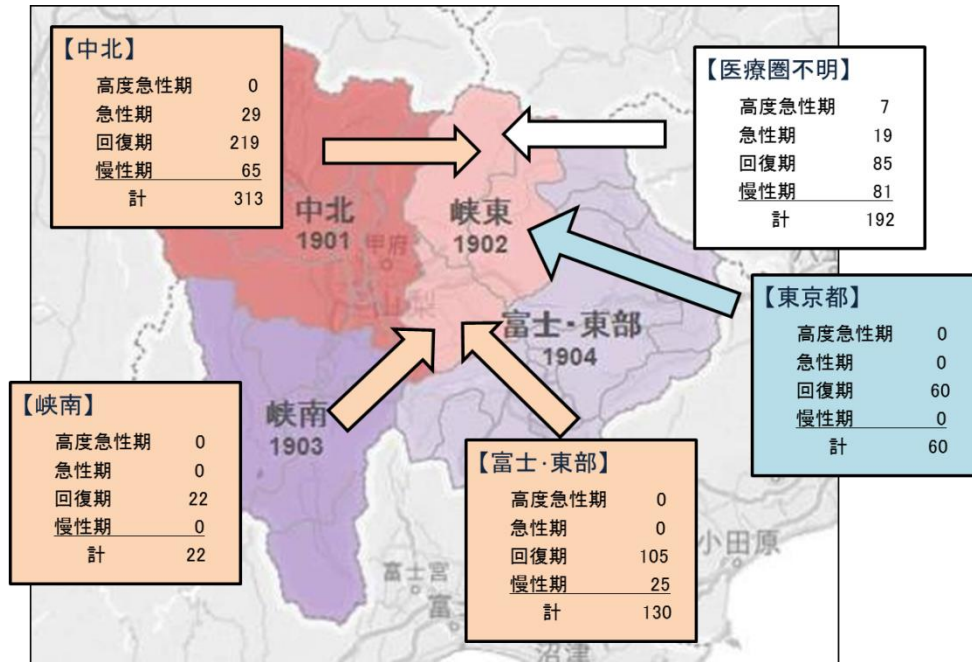 【中北】
高度急性期 0
急性期 29
回復期 219
慢性期 65
計 313
【医療圏不明】
高度急性期 7
急性期 19
回復期 85
慢性期 81
計 192
中北
1901
甲府
峡東
1902
山梨
富士・東部
1904
峡南
1903
【東京都】
高度急性期 0
急性期 0
回復期 60
慢性期 0
計 60
【峡南】
高度急性期 0
急性期 0
回復期 22
慢性期 0
計 22
【富士・東部】
高度急性期 0
急性期 0
回復期 105
慢性期 25
計 130
小田原
富士宮
富
沼津